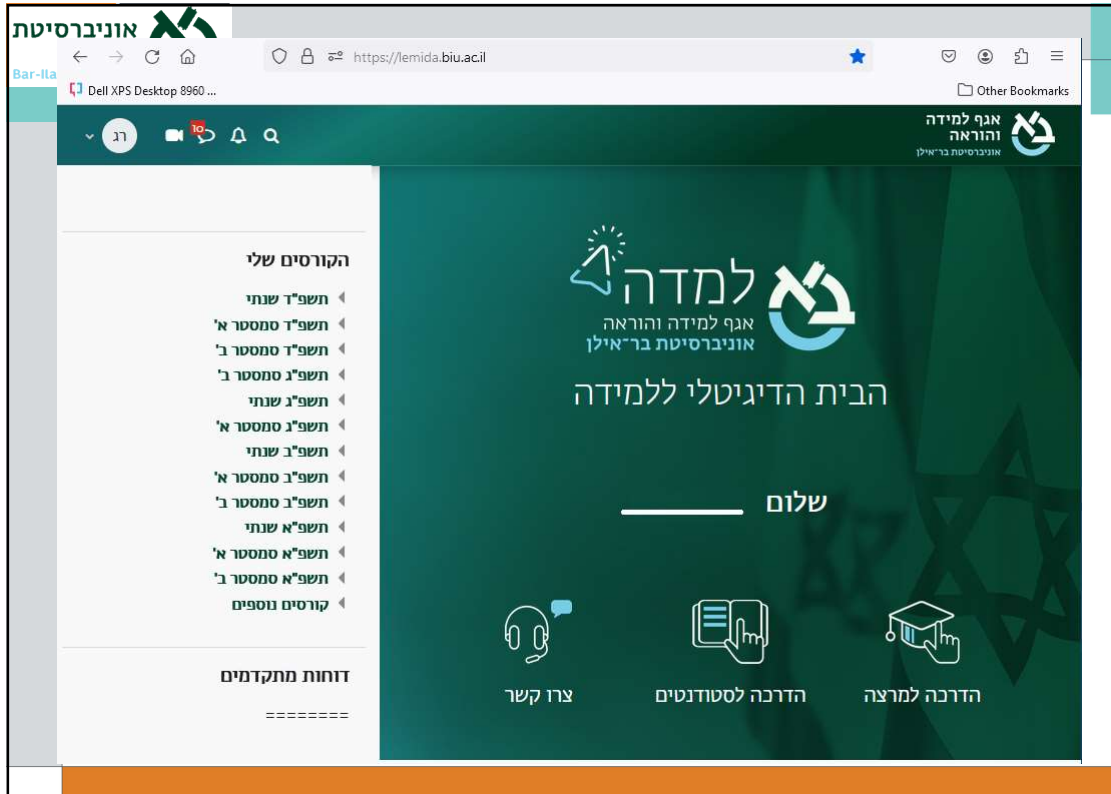 אוניברסיטת
Bar-Ila
https://lemida.biu.ac.il
Dell XPS Desktop 8960 ...
Other Bookmarks
רג
10
אגף למידה
והוראה
אוניברסיטת בר־אילן
הקורסים שלי
תשפ"ד שנתי
תשפ"ד סמסטר א'
תשפ"ד סמסטר ב'
תשפ"ג סמסטר ב'
תשפ"ג שנתי
תשפ"ג סמסטר א'
תשפ"ב שנתי
תשפ"ב סמסטר א'
תשפ"ב סמסטר ב'
תשפ"א שנתי
תשפ"א סמסטר א'
תשפ"א סמסטר ב'
קורסים נוספים
דוחות מתקדמים
========
למדה
אגף למידה והוראה
אוניברסיטת בר־אילן
הבית הדיגיטלי ללמידה
שלום ________
הדרכה למרצה
הדרכה לסטודנטים
צרו קשר